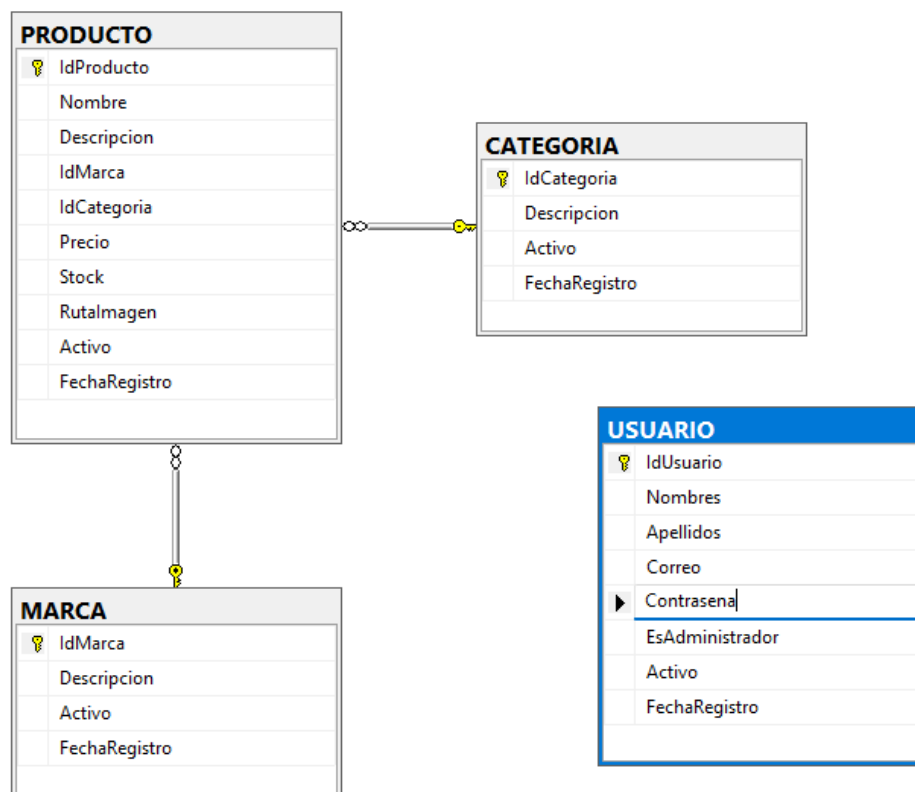 PRODUCTO
IdProducto
Nombre
Descripcion
IdMarca
IdCategoria
Precio
Stock
RutaImagen
Activo
FechaRegistro
CATEGORIA
IdCategoria
Descripcion
Activo
FechaRegistro
USUARIO
IdUsuario
Nombres
Apellidos
Correo
Contrasena
EsAdministrador
Activo
FechaRegistro
MARCA
IdMarca
Descripcion
Activo
FechaRegistro